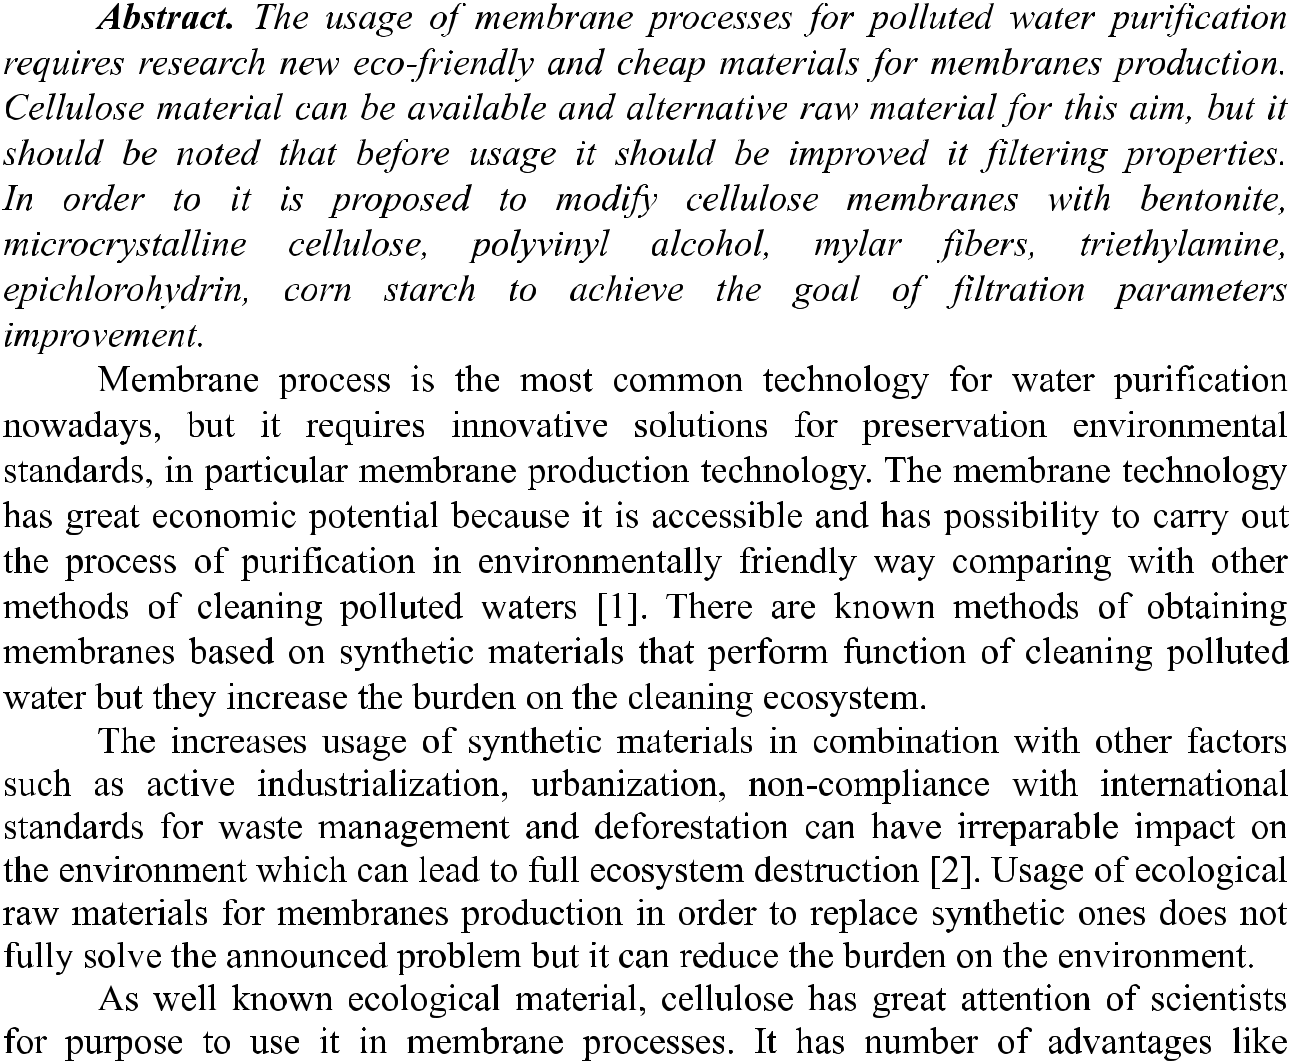 Abstract. The usage of membrane processes for polluted water purification
requires research new eco-friendly and cheap materials for membranes production.
Cellulose material can be available and alternative raw material for this aim, but it
should be noted that before usage it should be improved it filtering properties.
In order to it is proposed to modify cellulose membranes with bentonite,
microcrystalline cellulose, polyvinyl alcohol, mylar fibers, triethylamine,
epichlorohydrin, corn starch to achieve the goal of filtration parameters
improvement.
Membrane process is the most common technology for water purification
nowadays, but it requires innovative solutions for preservation environmental
standards, in particular membrane production technology. The membrane technology
has great economic potential because it is accessible and has possibility to carry out
the process of purification in environmentally friendly way comparing with other
methods of cleaning polluted waters [1]. There are known methods of obtaining
membranes based on synthetic materials that perform function of cleaning polluted
water but they increase the burden on the cleaning ecosystem.
The increases usage of synthetic materials in combination with other factors
such as active industrialization, urbanization, non-compliance with international
standards for waste management and deforestation can have irreparable impact on
the environment which can lead to full ecosystem destruction [2]. Usage of ecological
raw materials for membranes production in order to replace synthetic ones does not
fully solve the announced problem but it can reduce the burden on the environment.
As well known ecological material, cellulose has great attention of scientists
for purpose to use it in membrane processes. It has number of advantages like